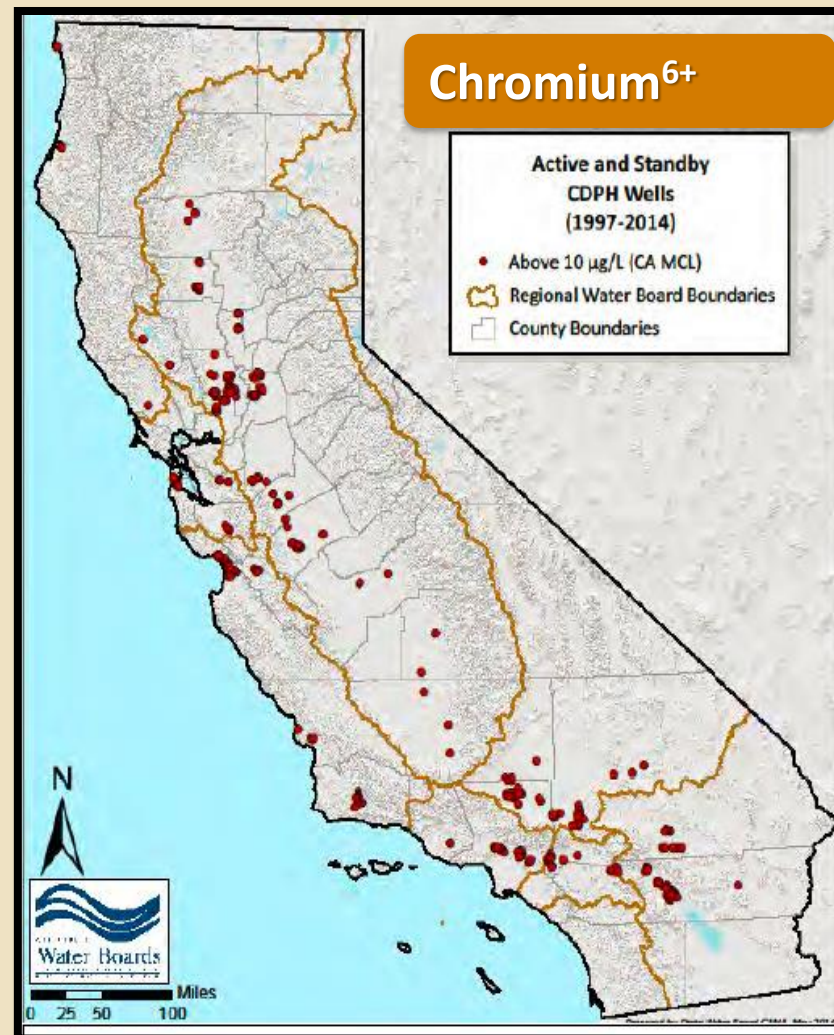 Chromium6+
Active and Standby
CDPH Wells
(1997-2014)
Above 10 µg/L (CA MCL)
Regional Water Board Boundaries
County Boundaries
N
Water Boards
Miles
0 25 50 100